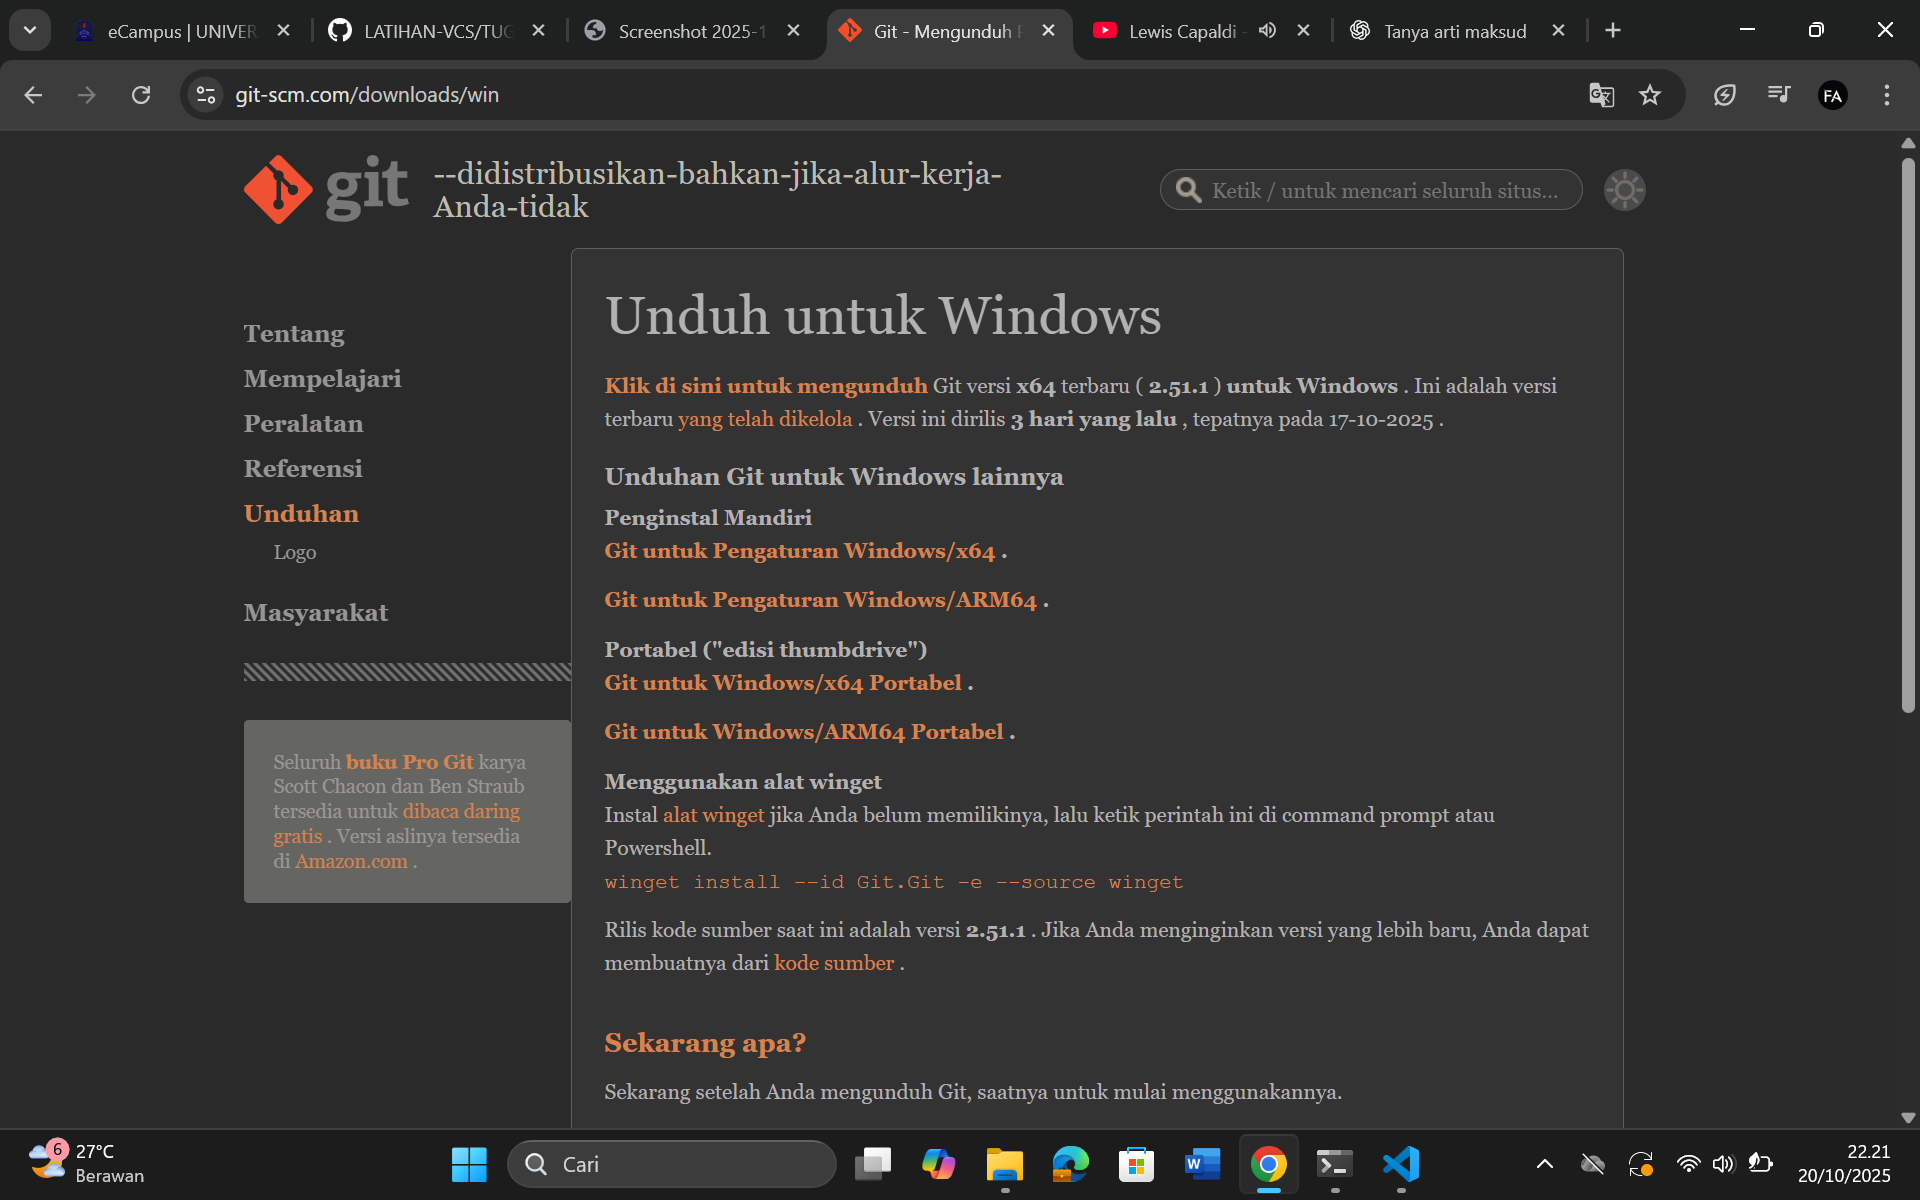 eCampus | UNIVER
LATIHAN-VCS/TUG
Screenshot 2025-1
Git - Mengunduh P
Lewis Capaldi -
Tanya arti maksud
git-scm.com/downloads/win
FA
git
--didistribusikan-bahkan-jika-alur-kerja-
Anda-tidak
Ketik / untuk mencari seluruh situs...
Tentang
Mempelajari
Peralatan
Referensi
Unduhan
Logo
Masyarakat
Seluruh buku Pro Git karya
Scott Chacon dan Ben Straub
tersedia untuk dibaca daring
gratis . Versi aslinya tersedia
di Amazon.com .
Unduh untuk Windows
Klik di sini untuk mengunduh Git versi x64 terbaru ( 2.51.1 ) untuk Windows . Ini adalah versi
terbaru yang telah dikelola . Versi ini dirilis 3 hari yang lalu , tepatnya pada 17-10-2025 .
Unduhan Git untuk Windows lainnya
Penginstal Mandiri
Git untuk Pengaturan Windows/x64 .
Git untuk Pengaturan Windows/ARM64 .
Portabel ("edisi thumbdrive")
Git untuk Windows/x64 Portabel .
Git untuk Windows/ARM64 Portabel .
Menggunakan alat winget
Instal alat winget jika Anda belum memilikinya, lalu ketik perintah ini di command prompt atau
Powershell.
winget install --id Git.Git -e --source winget
Rilis kode sumber saat ini adalah versi 2.51.1 . Jika Anda menginginkan versi yang lebih baru, Anda dapat
membuatnya dari kode sumber .
Sekarang apa?
Sekarang setelah Anda mengunduh Git, saatnya untuk mulai menggunakannya.
6
27°C
Berawan
Cari
22.21
20/10/2025